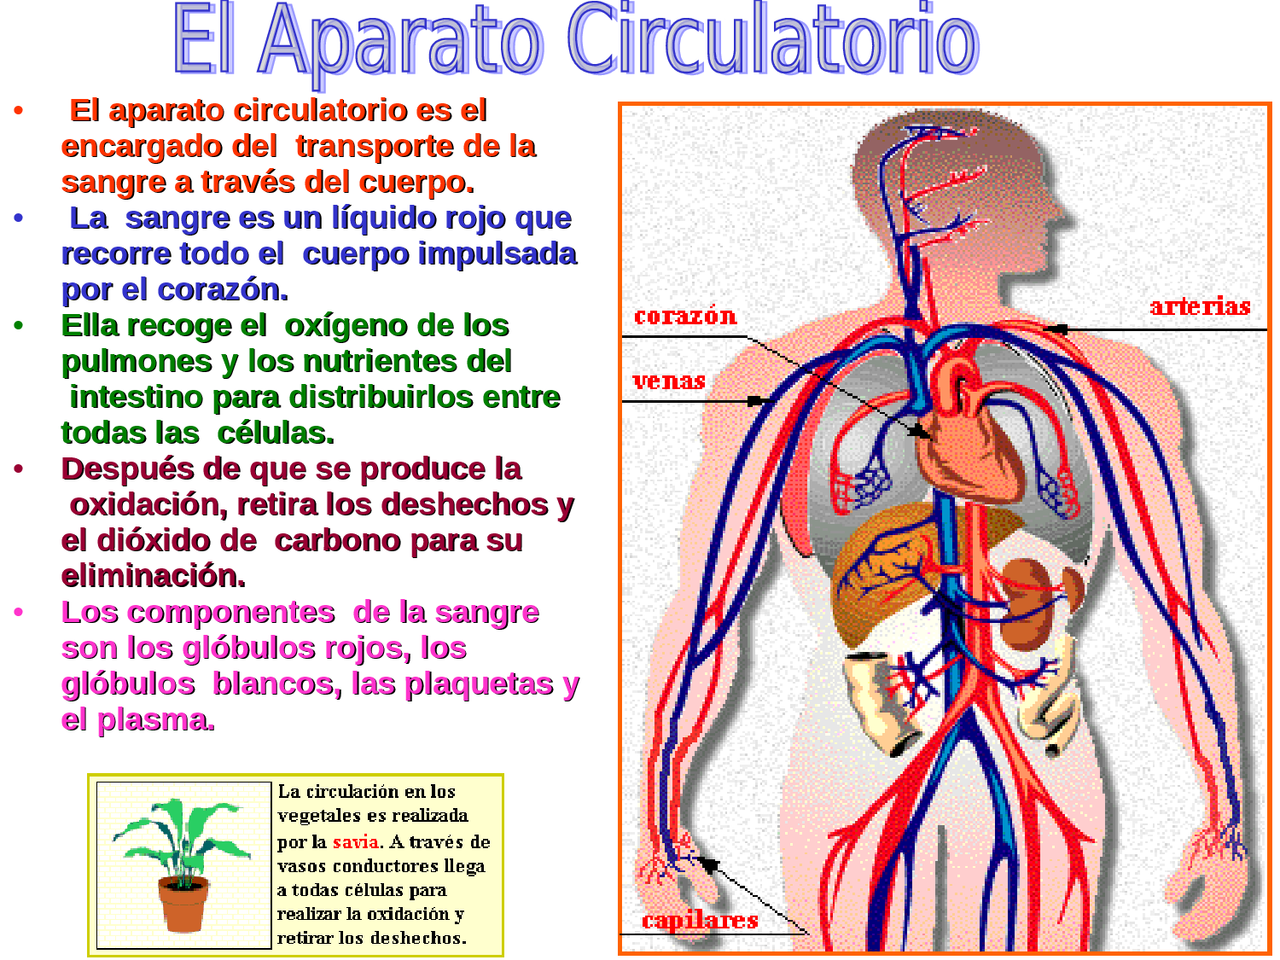 El Aparato Circulatorio
• El aparato circulatorio es el
encargado del transporte de la
sangre a través del cuerpo.
• La sangre es un líquido rojo que
recorre todo el cuerpo impulsada
por el corazón.
• Ella recoge el oxígeno de los
pulmones y los nutrientes del
intestino para distribuirlos entre
todas las células.
• Después de que se produce la
oxidación, retira los deshechos y
el dióxido de carbono para su
eliminación.
• Los componentes de la sangre
son los glóbulos rojos, los
glóbulos blancos, las plaquetas y
el plasma.
La circulación en los
vegetales es realizada
por la savia. A través de
vasos conductores llega
a todas células para
realizar la oxidación y
retirar los deshechos.
corazón
arterias
venas
capilares